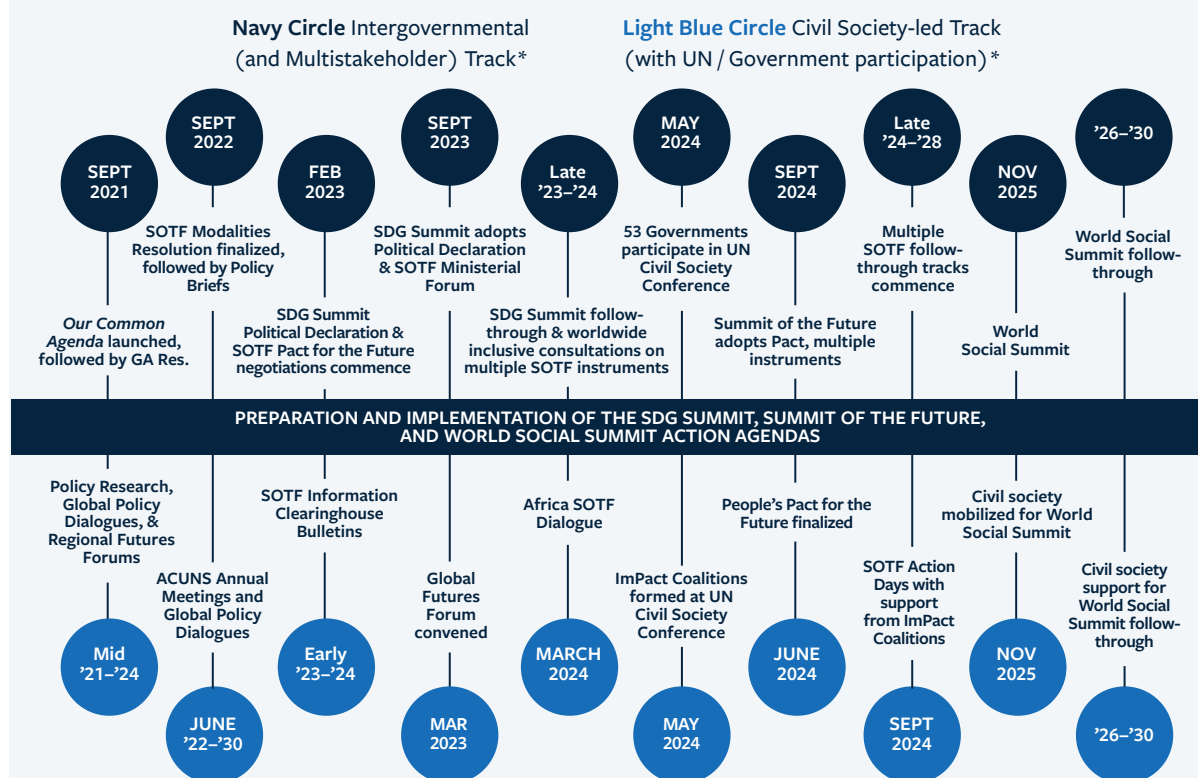 Navy Circle Intergovernmental
(and Multistakeholder) Track*
Light Blue Circle Civil Society-led Track
(with UN / Government participation)*
SEPT
2021
Our Common
Agenda launched,
followed by GA Res.
SEPT
2022
SOTF Modalities
Resolution finalized,
followed by Policy
Briefs
FEB
2023
SDG Summit
Political Declaration &
SOTF Pact for the Future
negotiations commence
SEPT
2023
SDG Summit adopts
Political Declaration
& SOTF Ministerial
Forum
Late
’23–’24
SDG Summit follow-
through & worldwide
inclusive consultations on
multiple SOTF instruments
MAY
2024
53 Governments
participate in UN
Civil Society
Conference
SEPT
2024
Summit of the Future
adopts Pact, multiple
instruments
Late
’24–’28
Multiple
SOTF follow-
through tracks
commence
NOV
2025
World
Social Summit
’26–’30
World Social
Summit follow-
through
PREPARATION AND IMPLEMENTATION OF THE SDG SUMMIT, SUMMIT OF THE FUTURE,
AND WORLD SOCIAL SUMMIT ACTION AGENDAS
Policy Research,
Global Policy
Dialogues, &
Regional Futures
Forums
Mid
’21–’24
ACUNS Annual
Meetings and
Global Policy
Dialogues
JUNE
’22–’30
SOTF Information
Clearinghouse
Bulletins
Early
’23–’24
Global
Futures
Forum
convened
MAR
2023
Africa SOTF
Dialogue
MARCH
2024
ImPact Coalitions
formed at UN
Civil Society
Conference
MAY
2024
People’s Pact for the
Future finalized
JUNE
2024
SOTF Action
Days with
support
from ImPact
Coalitions
SEPT
2024
Civil society
mobilized for World
Social Summit
NOV
2025
Civil society
support for
World Social
Summit follow-
through
’26–’30